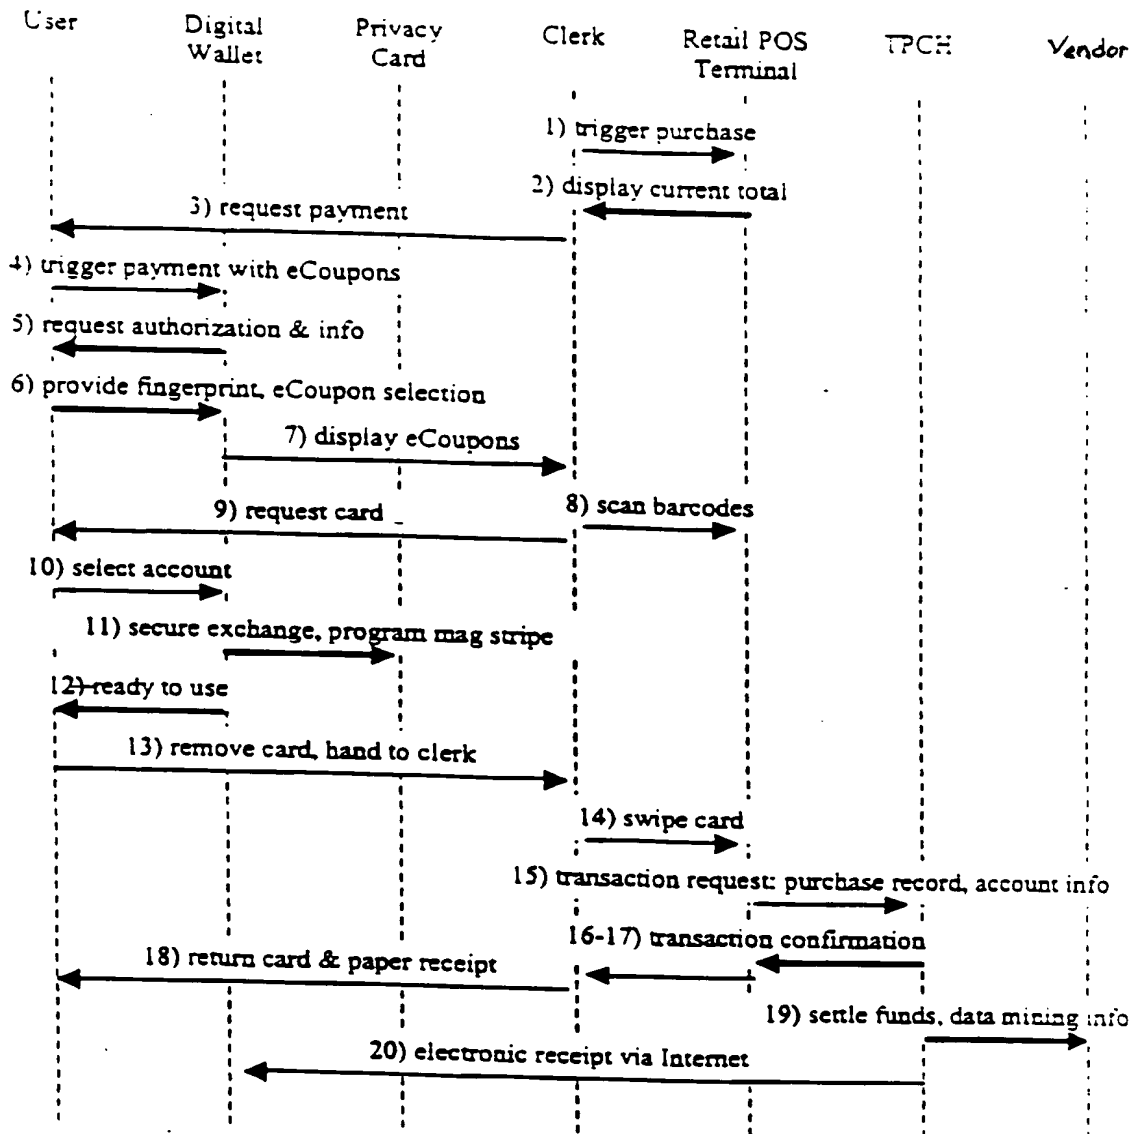 User
Digital
Wallet
Privacy
Card
Clerk
Retail POS
Terminal
TPCH
Vendor
1) trigger purchase
2) display current total
3) request payment
4) trigger payment with eCoupons
5) request authorization & info
6) provide fingerprint, eCoupon selection
7) display eCoupons
9) request card
8) scan barcodes
10) select account
11) secure exchange, program mag stripe
12) ready to use
13) remove card, hand to clerk
14) swipe card
15) transaction request: purchase record, account info
16-17) transaction confirmation
18) return card & paper receipt
19) settle funds, data mining info
20) electronic receipt via Internet